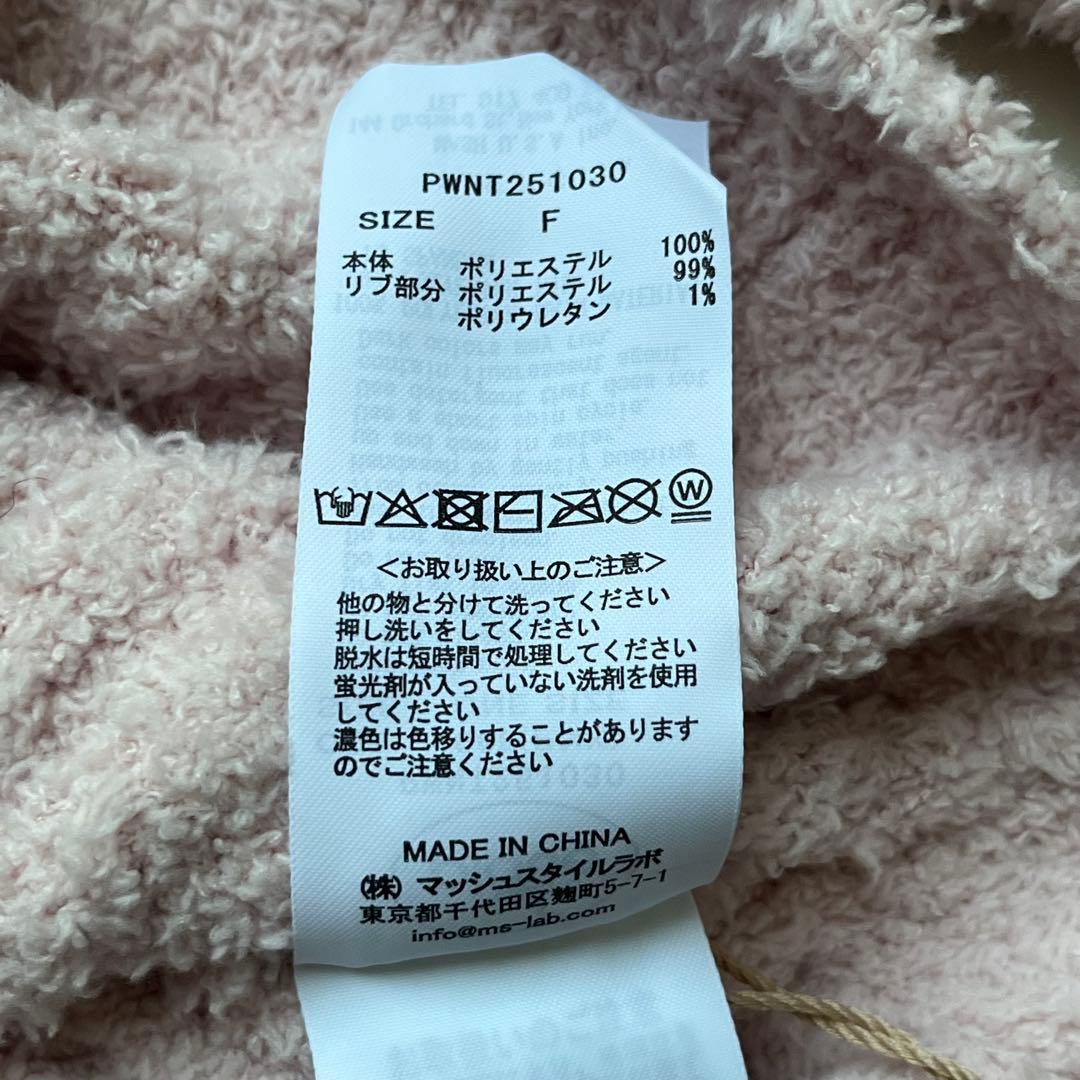 PWNT251030
SIZE F
本体 ポリエステル 100%
リブ部分 ポリエステル 99%
ポリウレタン 1%
W
<お取り扱い上のご注意>
他の物と分けて洗ってください
押し洗いをしてください
脱水は短時間で処理してください
蛍光剤が入っていない洗剤を使用
してください
濃色は色移りすることがあります
のでご注意ください
MADE IN CHINA
(株) マッシュスタイルラボ
東京都千代田区麹町5-7-1
info@ms-lab.com